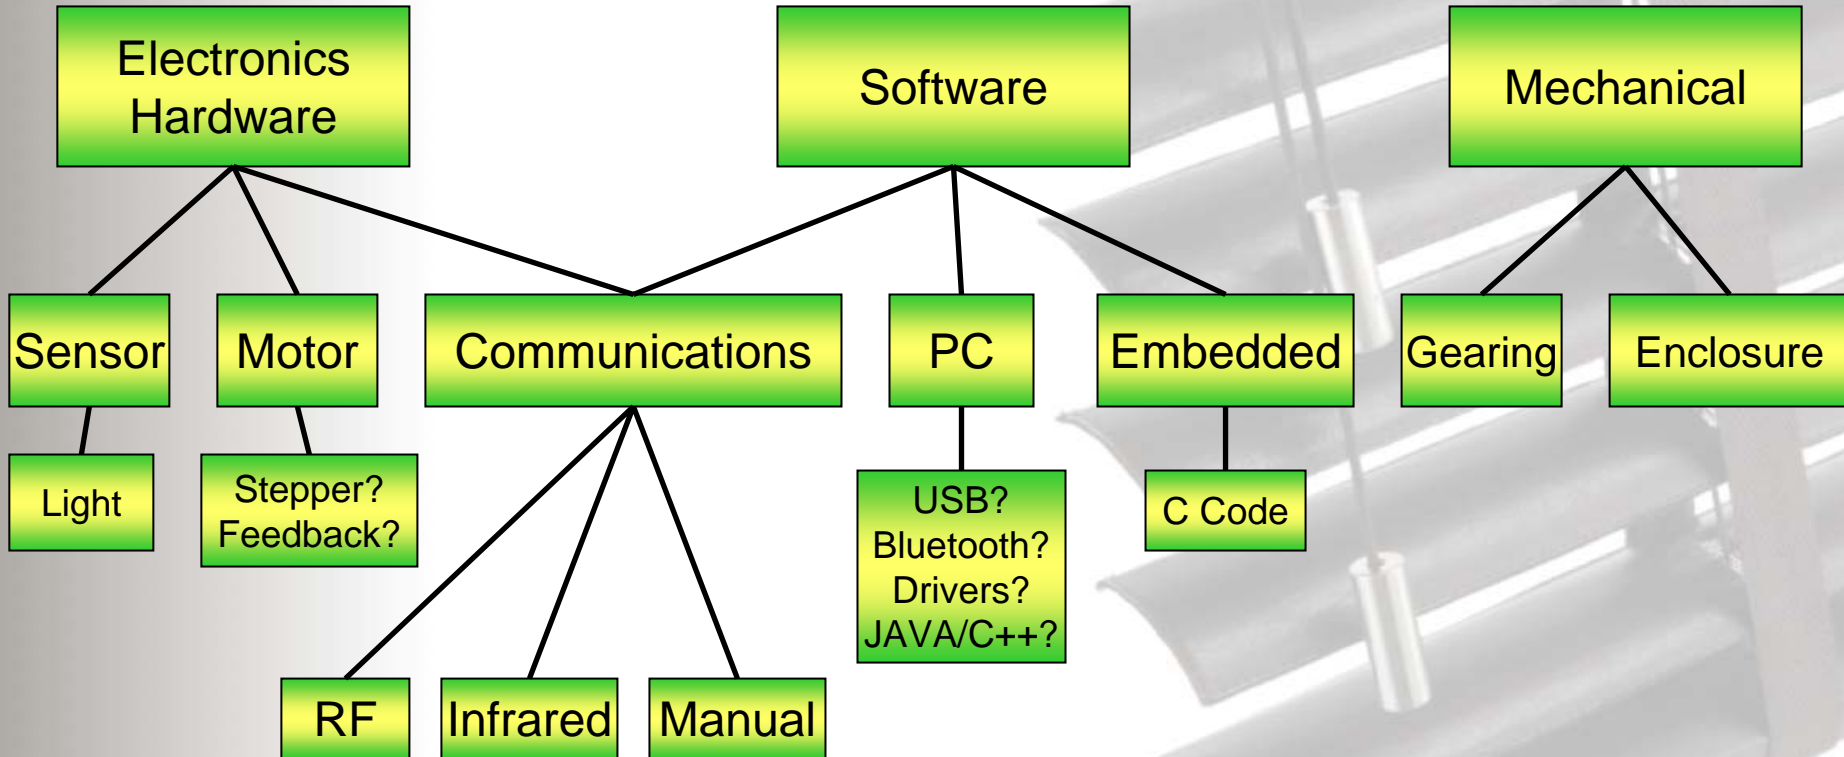 Electronics
Hardware
Software
Mechanical
Sensor
Motor
Communications
PC
Embedded
Gearing
Enclosure
Light
Stepper?
Feedback?
USB?
Bluetooth?
Drivers?
JAVA/C++?
C Code
RF
Infrared
Manual